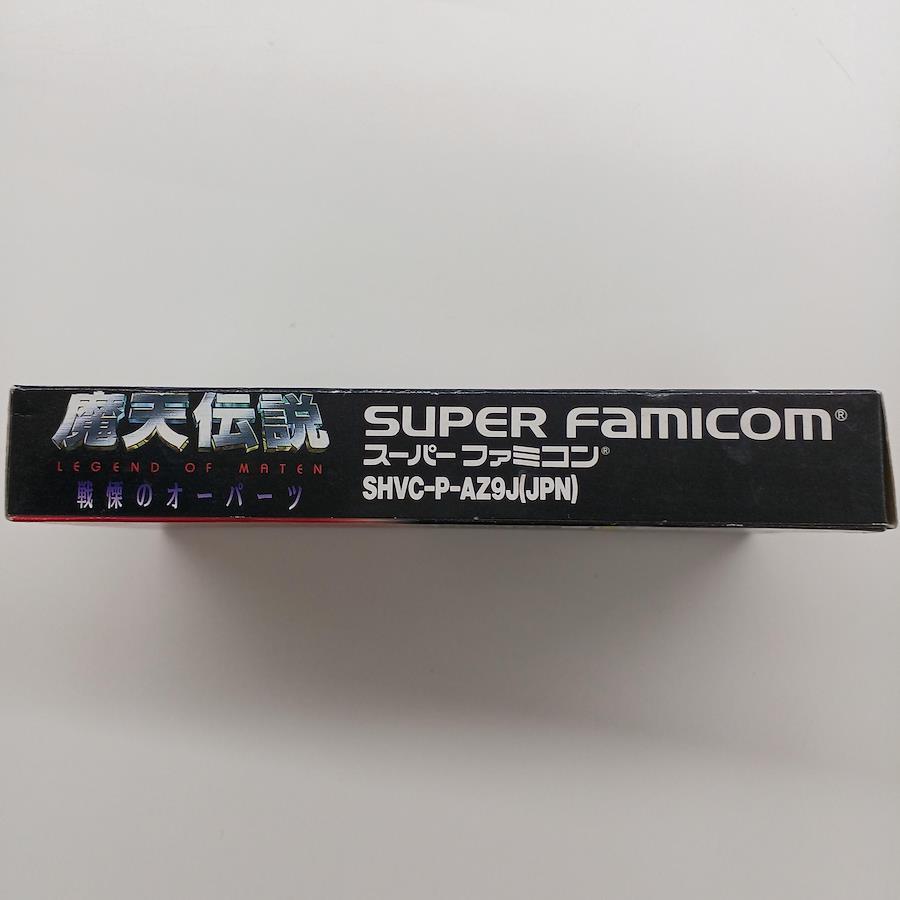 魔天伝説
LEGEND OF MATEN
戦慄のオーパーツ
SUPER FAMICOM®
スーパーファミコン®
SHVC-P-AZ9J(JPN)